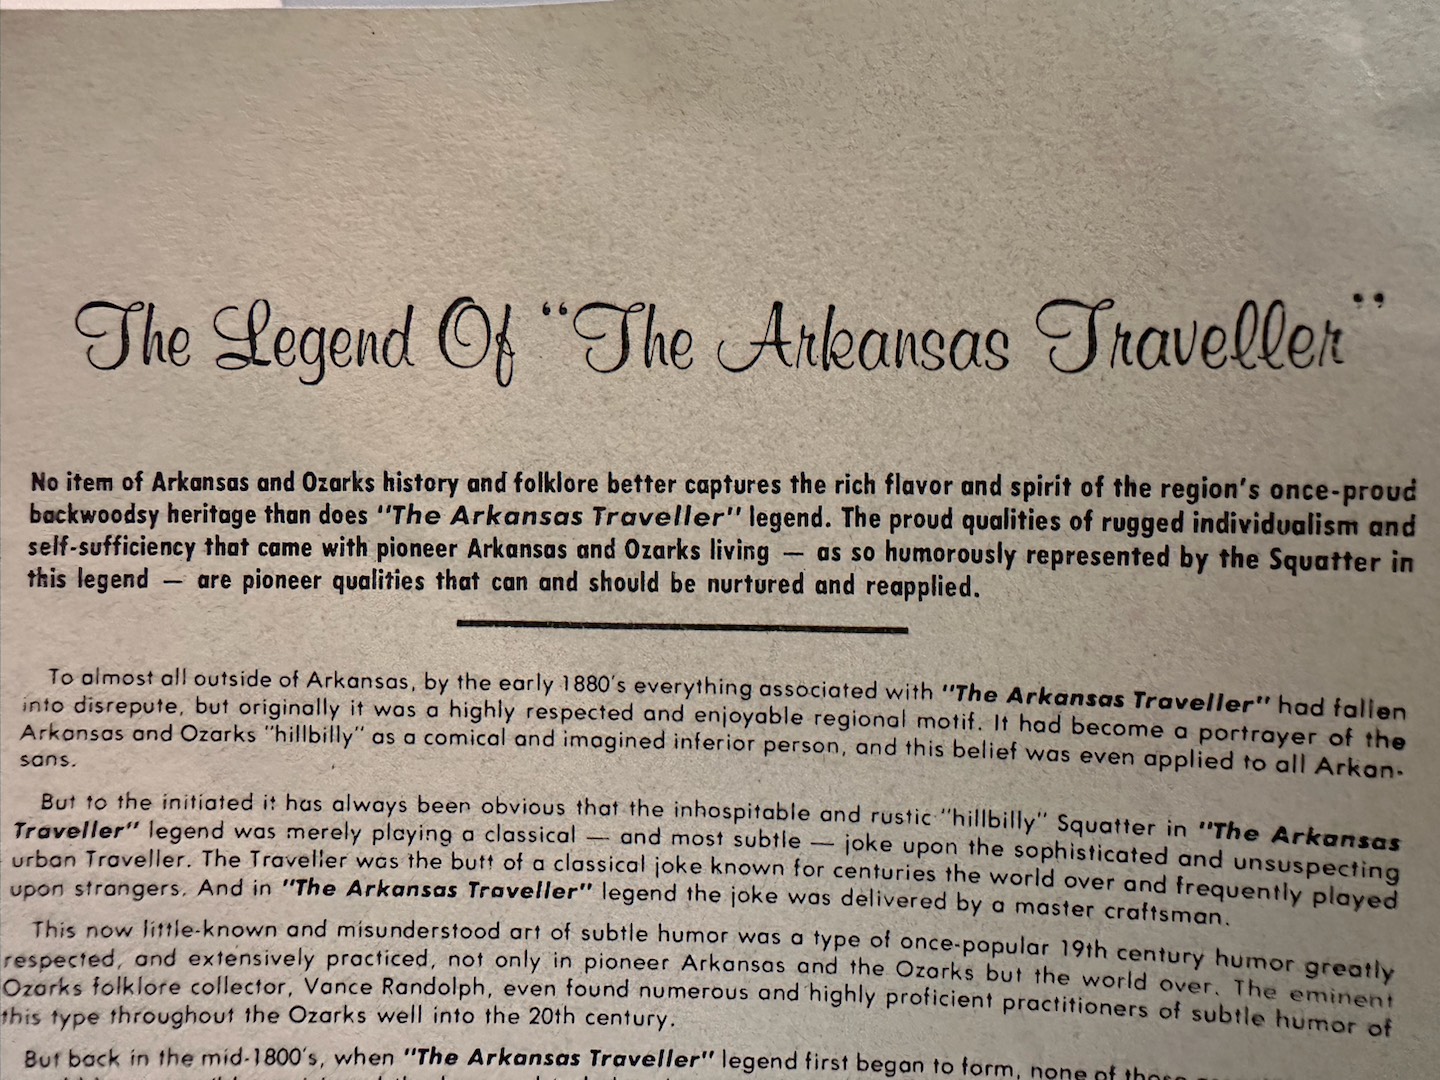 The Legend Of “The Arkansas Traveller”
No item of Arkansas and Ozarks history and folklore better captures the rich flavor and spirit of the region's once-proud
backwoodsy heritage than does "The Arkansas Traveller" legend. The proud qualities of rugged individualism and
self-sufficiency that came with pioneer Arkansas and Ozarks living — as so humorously represented by the Squatter in
this legend — are pioneer qualities that can and should be nurtured and reapplied.
To almost all outside of Arkansas, by the early 1880's everything associated with "The Arkansas Traveller" had fallen
into disrepute, but originally it was a highly respected and enjoyable regional motif. It had become a portrayer of the
Arkansas and Ozarks "hillbilly" as a comical and imagined inferior person, and this belief was even applied to all Arkan-
sans.
But to the initiated it has always been obvious that the inhospitable and rustic "hillbilly" Squatter in "The Arkansas
Traveller" legend was merely playing a classical — and most subtle — joke upon the sophisticated and unsuspecting
urban Traveller. The Traveller was the butt of a classical joke known for centuries the world over and frequently played
upon strangers. And in "The Arkansas Traveller" legend the joke was delivered by a master craftsman.
This now little-known and misunderstood art of subtle humor was a type of once-popular 19th century humor greatly
respected, and extensively practiced, not only in pioneer Arkansas and the Ozarks but the world over. The eminent
Ozarks folklore collector, Vance Randolph, even found numerous and highly proficient practitioners of subtle humor of
this type throughout the Ozarks well into the 20th century.
But back in the mid-1800's, when "The Arkansas Traveller" legend first began to form, none of those